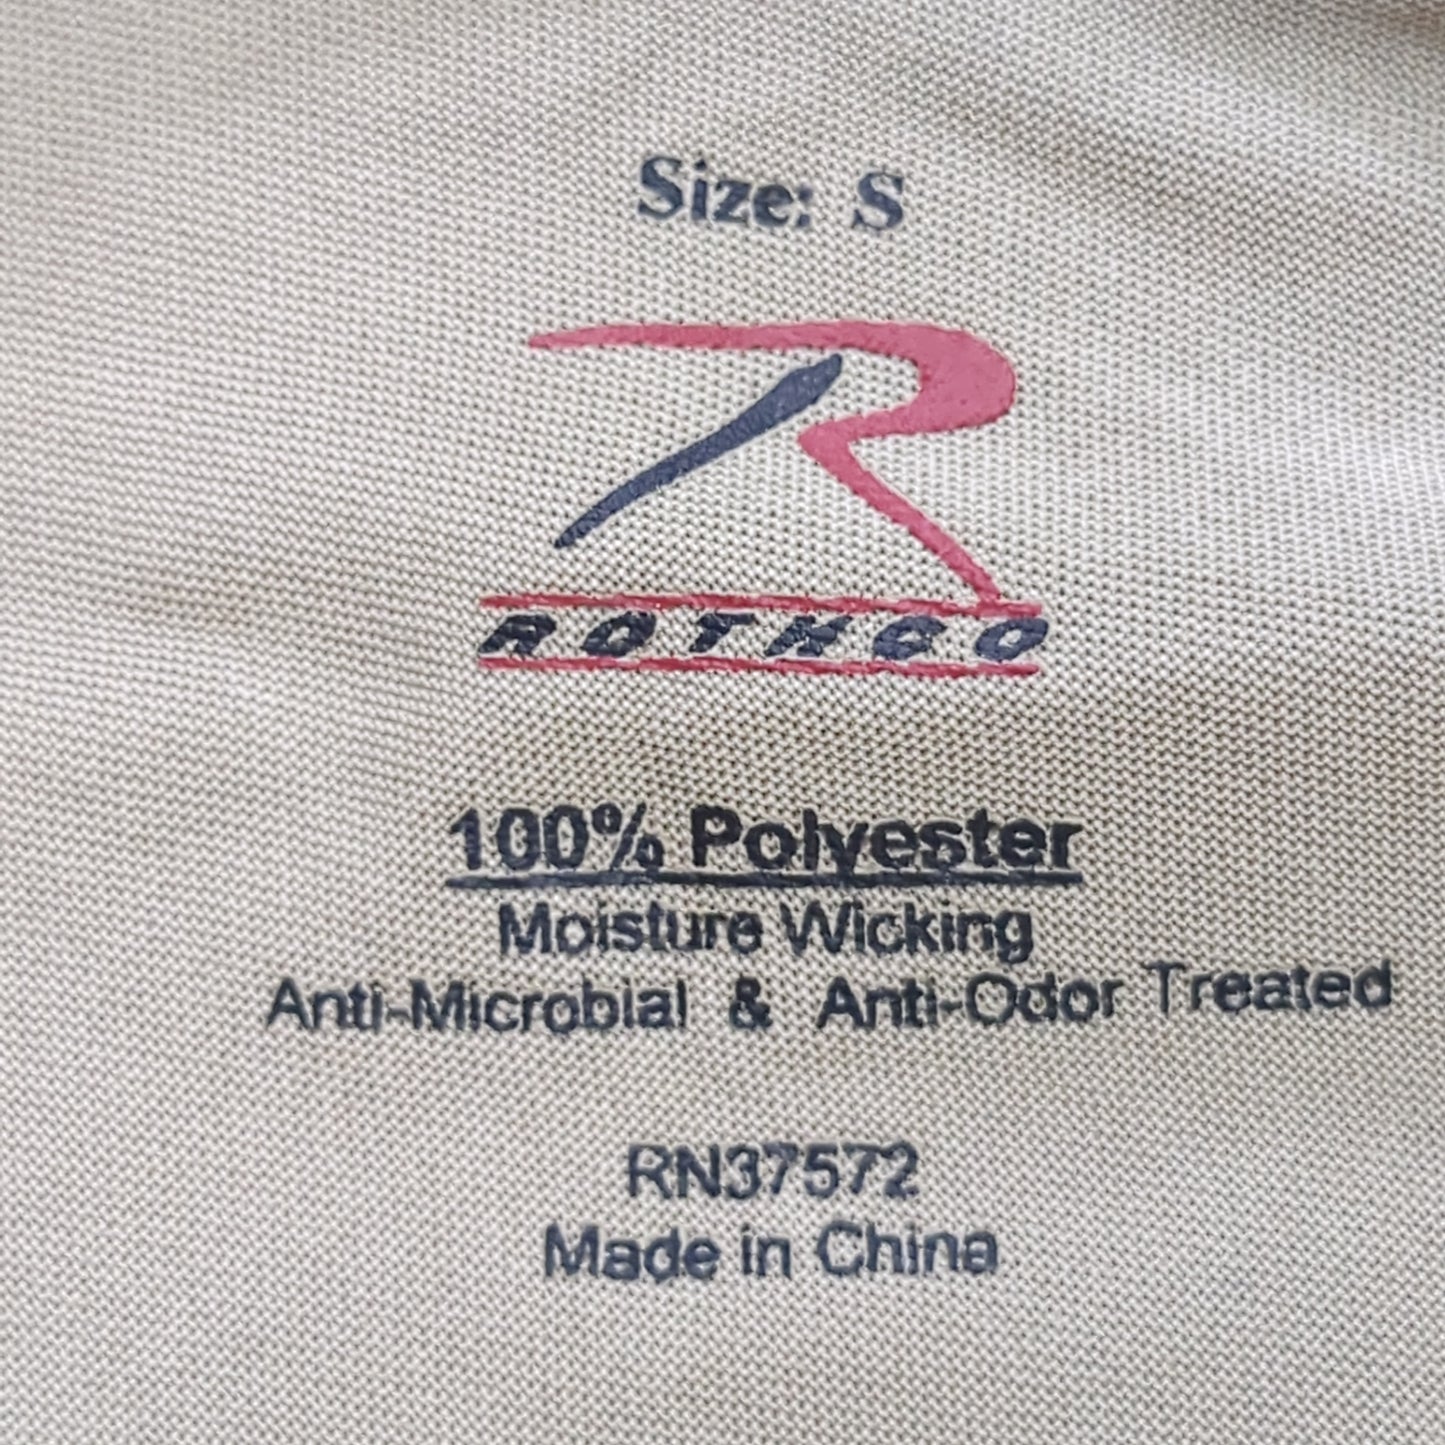 Size: S
ROTHCO
100% Polyester
Moisture Wicking
Anti-Microbial & Anti-Odor Treated
RN37572
Made in China